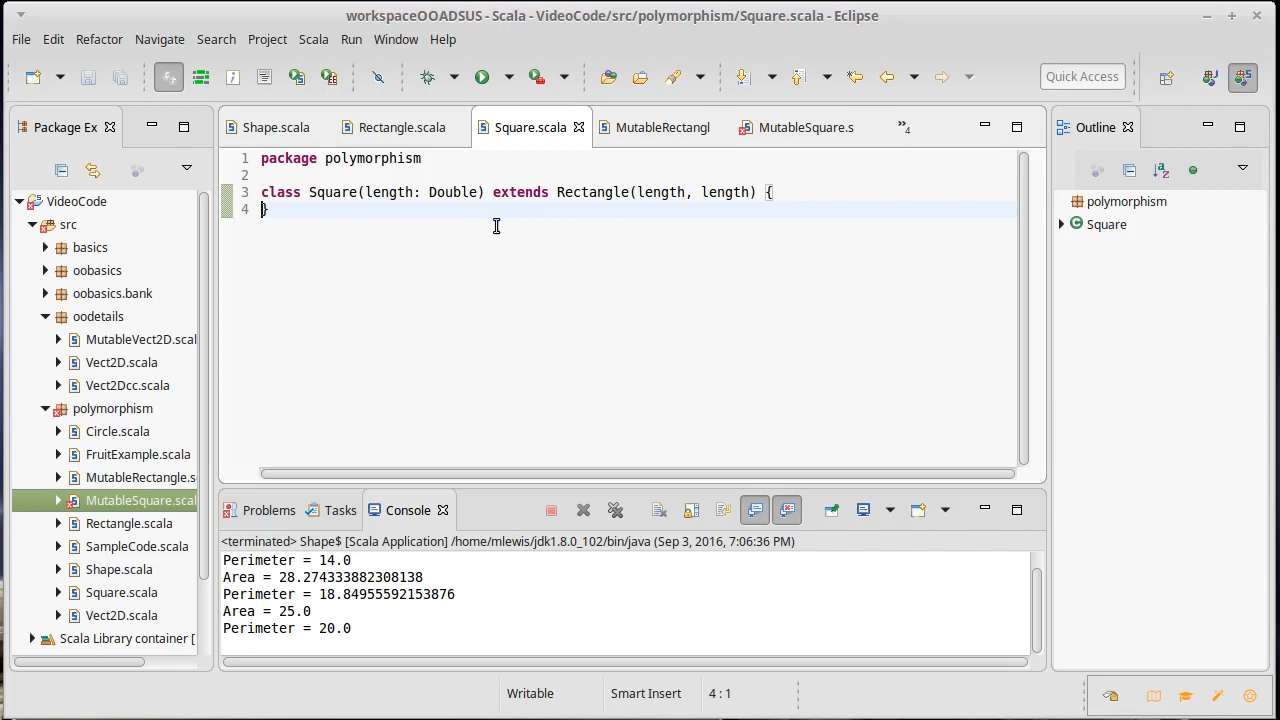 workspaceOOADSUS - Scala - VideoCode/src/polymorphism/Square.scala - Eclipse
File Edit Refactor Navigate Search Project Scala Run Window Help
Quick Access
Package Ex
Shape.scala
Rectangle.scala
Square.scala
MutableRectangl
MutableSquare.s
»4
Outline
VideoCode
src
basics
oobasics
oobasics.bank
oodetails
MutableVect2D.scal
Vect2D.scala
Vect2Dcc.scala
polymorphism
Circle.scala
FruitExample.scala
MutableRectangle.s
MutableSquare.scal
Rectangle.scala
SampleCode.scala
Shape.scala
Square.scala
Vect2D.scala
Scala Library container [
1 package polymorphism
2
3 class Square(length: Double) extends Rectangle(length, length) {
4 }
polymorphism
Square
Problems
Tasks
Console
<terminated> Shape$ [Scala Application] /home/mlewis/jdk1.8.0_102/bin/java (Sep 3, 2016, 7:06:36 PM)
Perimeter = 14.0
Area = 28.274333882308138
Perimeter = 18.84955592153876
Area = 25.0
Perimeter = 20.0
Writable
Smart Insert
4 : 1